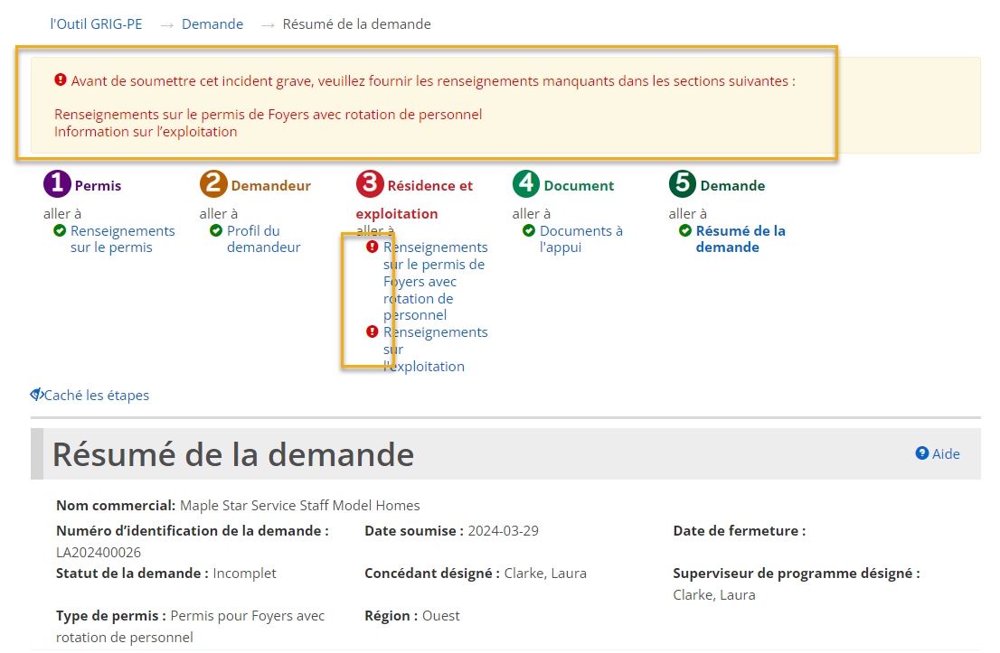 l'Outil GRIG-PE → Demande → Résumé de la demande
Avant de soumettre cet incident grave, veuillez fournir les renseignements manquants dans les sections suivantes :
Renseignements sur le permis de Foyers avec rotation de personnel
Information sur l’exploitation
1 Permis
aller à
Renseignements
sur le permis
2 Demandeur
aller à
Profil du
demandeur
3 Résidence et
exploitation
aller à
Renseignements
sur le permis de
Foyers avec
rotation de
personnel
Renseignements
sur
l'exploitation
4 Document
aller à
Documents à
l'appui
5 Demande
aller à
Résumé de la
demande
Caché les étapes
Résumé de la demande
Aide
Nom commercial: Maple Star Service Staff Model Homes
Numéro d’identification de la demande :
LA202400026
Date soumise : 2024-03-29
Date de fermeture :
Statut de la demande : Incomplet
Concédant désigné : Clarke, Laura
Superviseur de programme désigné :
Clarke, Laura
Type de permis : Permis pour Foyers avec
rotation de personnel
Région : Ouest